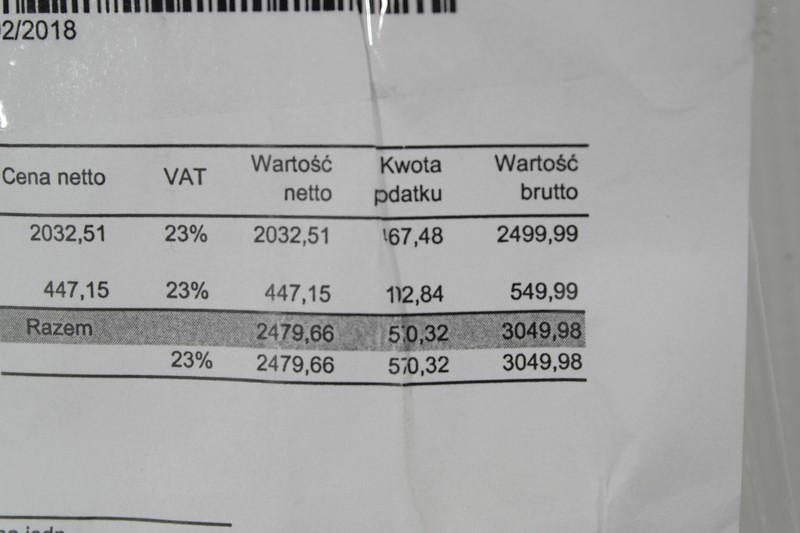 02/2018
Cena netto VAT Wartość netto Kwota podatku Wartość brutto
2032,51 23% 2032,51 467,48 2499,99
447,15 23% 447,15 102,84 549,99
Razem 2479,66 570,32 3049,98
23% 2479,66 570,32 3049,98